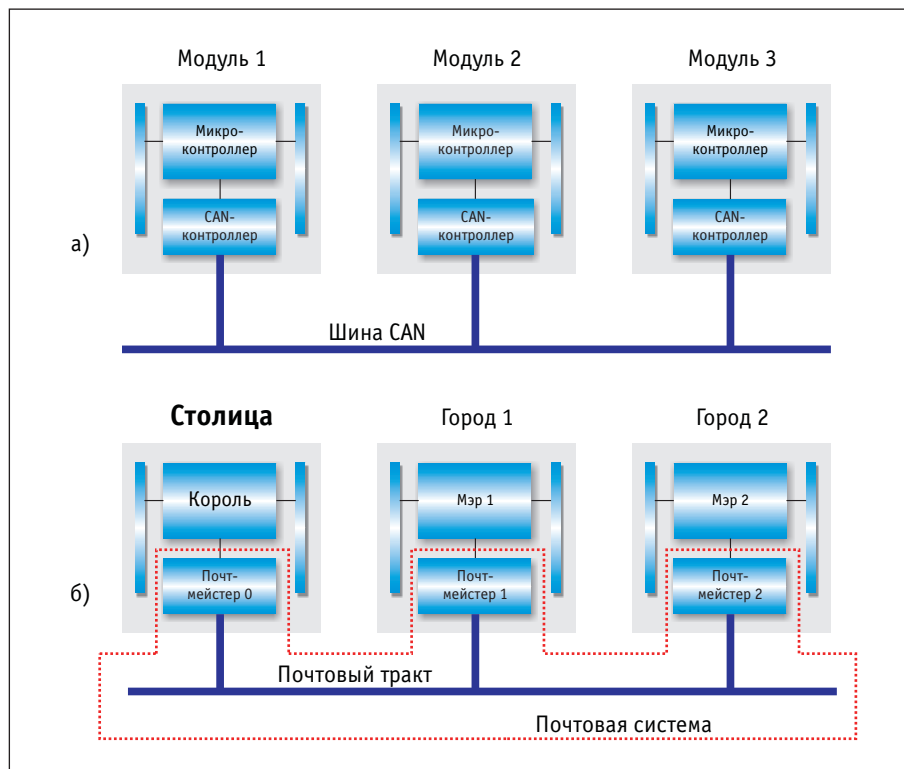 Модуль 1
Модуль 2
Модуль 3
Микро-
контроллер
Микро-
контроллер
Микро-
контроллер
CAN-
контроллер
CAN-
контроллер
CAN-
контроллер
а)
Шина CAN
Столица
Город 1
Город 2
Король
Мэр 1
Мэр 2
Почт-
мейстер 0
Почт-
мейстер 1
Почт-
мейстер 2
б)
Почтовый тракт
Почтовая система